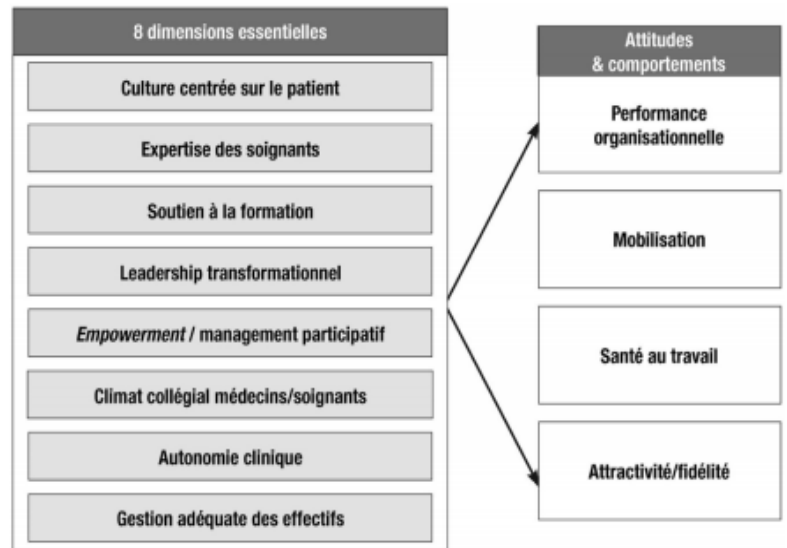 8 dimensions essentielles
Culture centrée sur le patient
Expertise des soignants
Soutien à la formation
Leadership transformationnel
Empowerment / management participatif
Climat collégial médecins/soignants
Autonomie clinique
Gestion adéquate des effectifs
Attitudes
& comportements
Performance
organisationnelle
Mobilisation
Santé au travail
Attractivité/fidélité